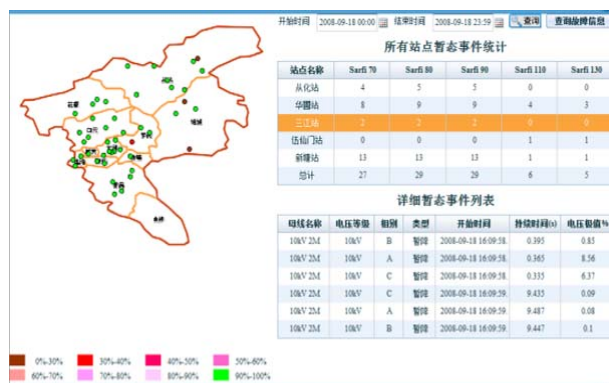 开始时间 2008-09-18 00:00 结束时间 2008-09-18 23:59 查询 查询故障信息
所有站点暂态事件统计
站点名称 Sarfi 70 Sarfi 80 Sarfi 90 Sarfi 110 Sarfi 130
从化站 4 5 5 0 0
华圃站 8 9 9 4 3
三江站 2 2 2 0 0
伍仙门站 0 0 0 1 1
新塘站 13 13 13 1 1
总计 27 29 29 6 5
详细暂态事件列表
母线名称 电压等级 相别 类型 开始时间 持续时间(s) 电压极值%
10kV 2M 10kV B 暂降 2008-09-18 16:09:58. 0.395 0.85
10kV 2M 10kV A 暂降 2008-09-18 16:09:58. 0.365 8.56
10kV 2M 10kV C 暂降 2008-09-18 16:09:58. 0.335 6.37
10kV 2M 10kV C 暂降 2008-09-18 16:09:59. 9.435 0.09
10kV 2M 10kV A 暂降 2008-09-18 16:09:59. 9.487 0.08
10kV 2M 10kV B 暂降 2008-09-18 16:09:59. 9.447 0.1
0%-30% 30%-40% 40%-50% 50%-60%
60%-70% 70%-80% 80%-90% 90%-100%